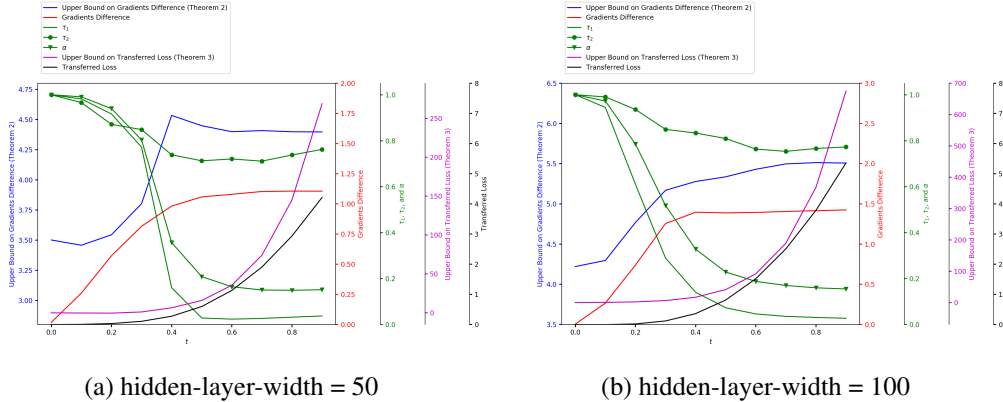 Upper Bound on Gradients Difference (Theorem 2)
Gradients Difference
τ1
τ2
α
Upper Bound on Transferred Loss (Theorem 3)
Transferred Loss
4.75
4.50
4.25
4.00
3.75
3.50
3.25
3.00
Upper Bound on Gradients Difference (Theorem 2)
0.0 0.2 0.4 0.6 0.8
t
2.00
1.75
1.50
1.25
1.00
0.75
0.50
0.25
0.00
Gradients Difference
1.0
0.8
0.6
0.4
0.2
0.0
τ1, τ2, and α
250
200
150
100
50
0
Upper Bound on Transferred Loss (Theorem 3)
8
7
6
5
4
3
2
1
0
Transferred Loss
(a) hidden-layer-width = 50
Upper Bound on Gradients Difference (Theorem 2)
Gradients Difference
τ1
τ2
α
Upper Bound on Transferred Loss (Theorem 3)
Transferred Loss
6.5
6.0
5.5
5.0
4.5
4.0
3.5
Upper Bound on Gradients Difference (Theorem 2)
0.0 0.2 0.4 0.6 0.8
t
3.0
2.5
2.0
1.5
1.0
0.5
0.0
Gradients Difference
1.0
0.8
0.6
0.4
0.2
0.0
τ1, τ2, and α
700
600
500
400
300
200
100
0
Upper Bound on Transferred Loss (Theorem 3)
8
7
6
5
4
3
2
1
0
(b) hidden-layer-width = 100